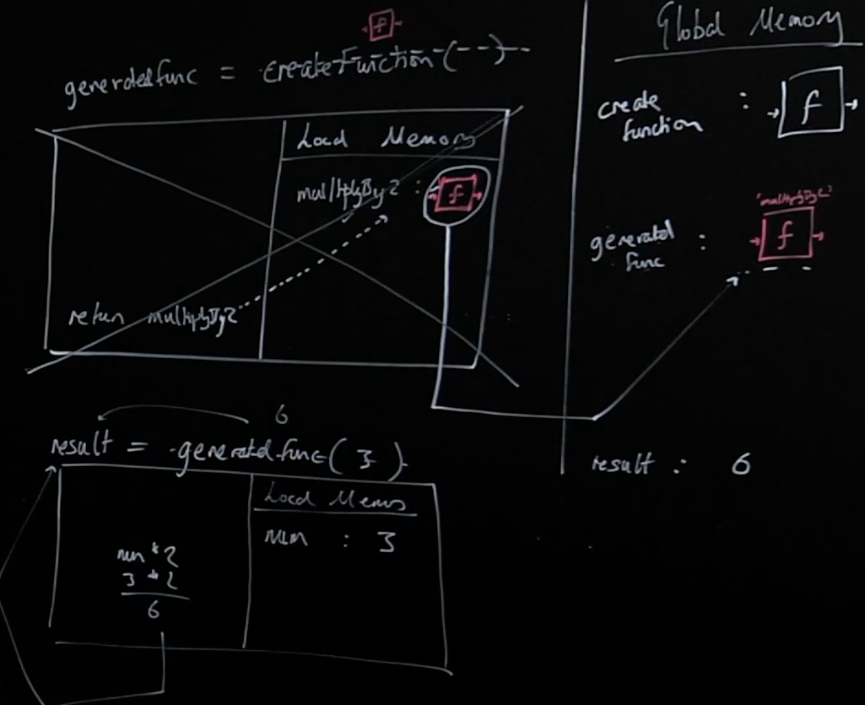 f
generatedfunc = createFunction(--)--
Local Memory
multiplyBy2 : f
return multiplyBy2
6
result = generatedfunc(3)
Local Memory
num : 3
num * 2
3 * 2
6
Global Memory
create
function : f
"multiplyBy2"
generated
func : f
result : 6